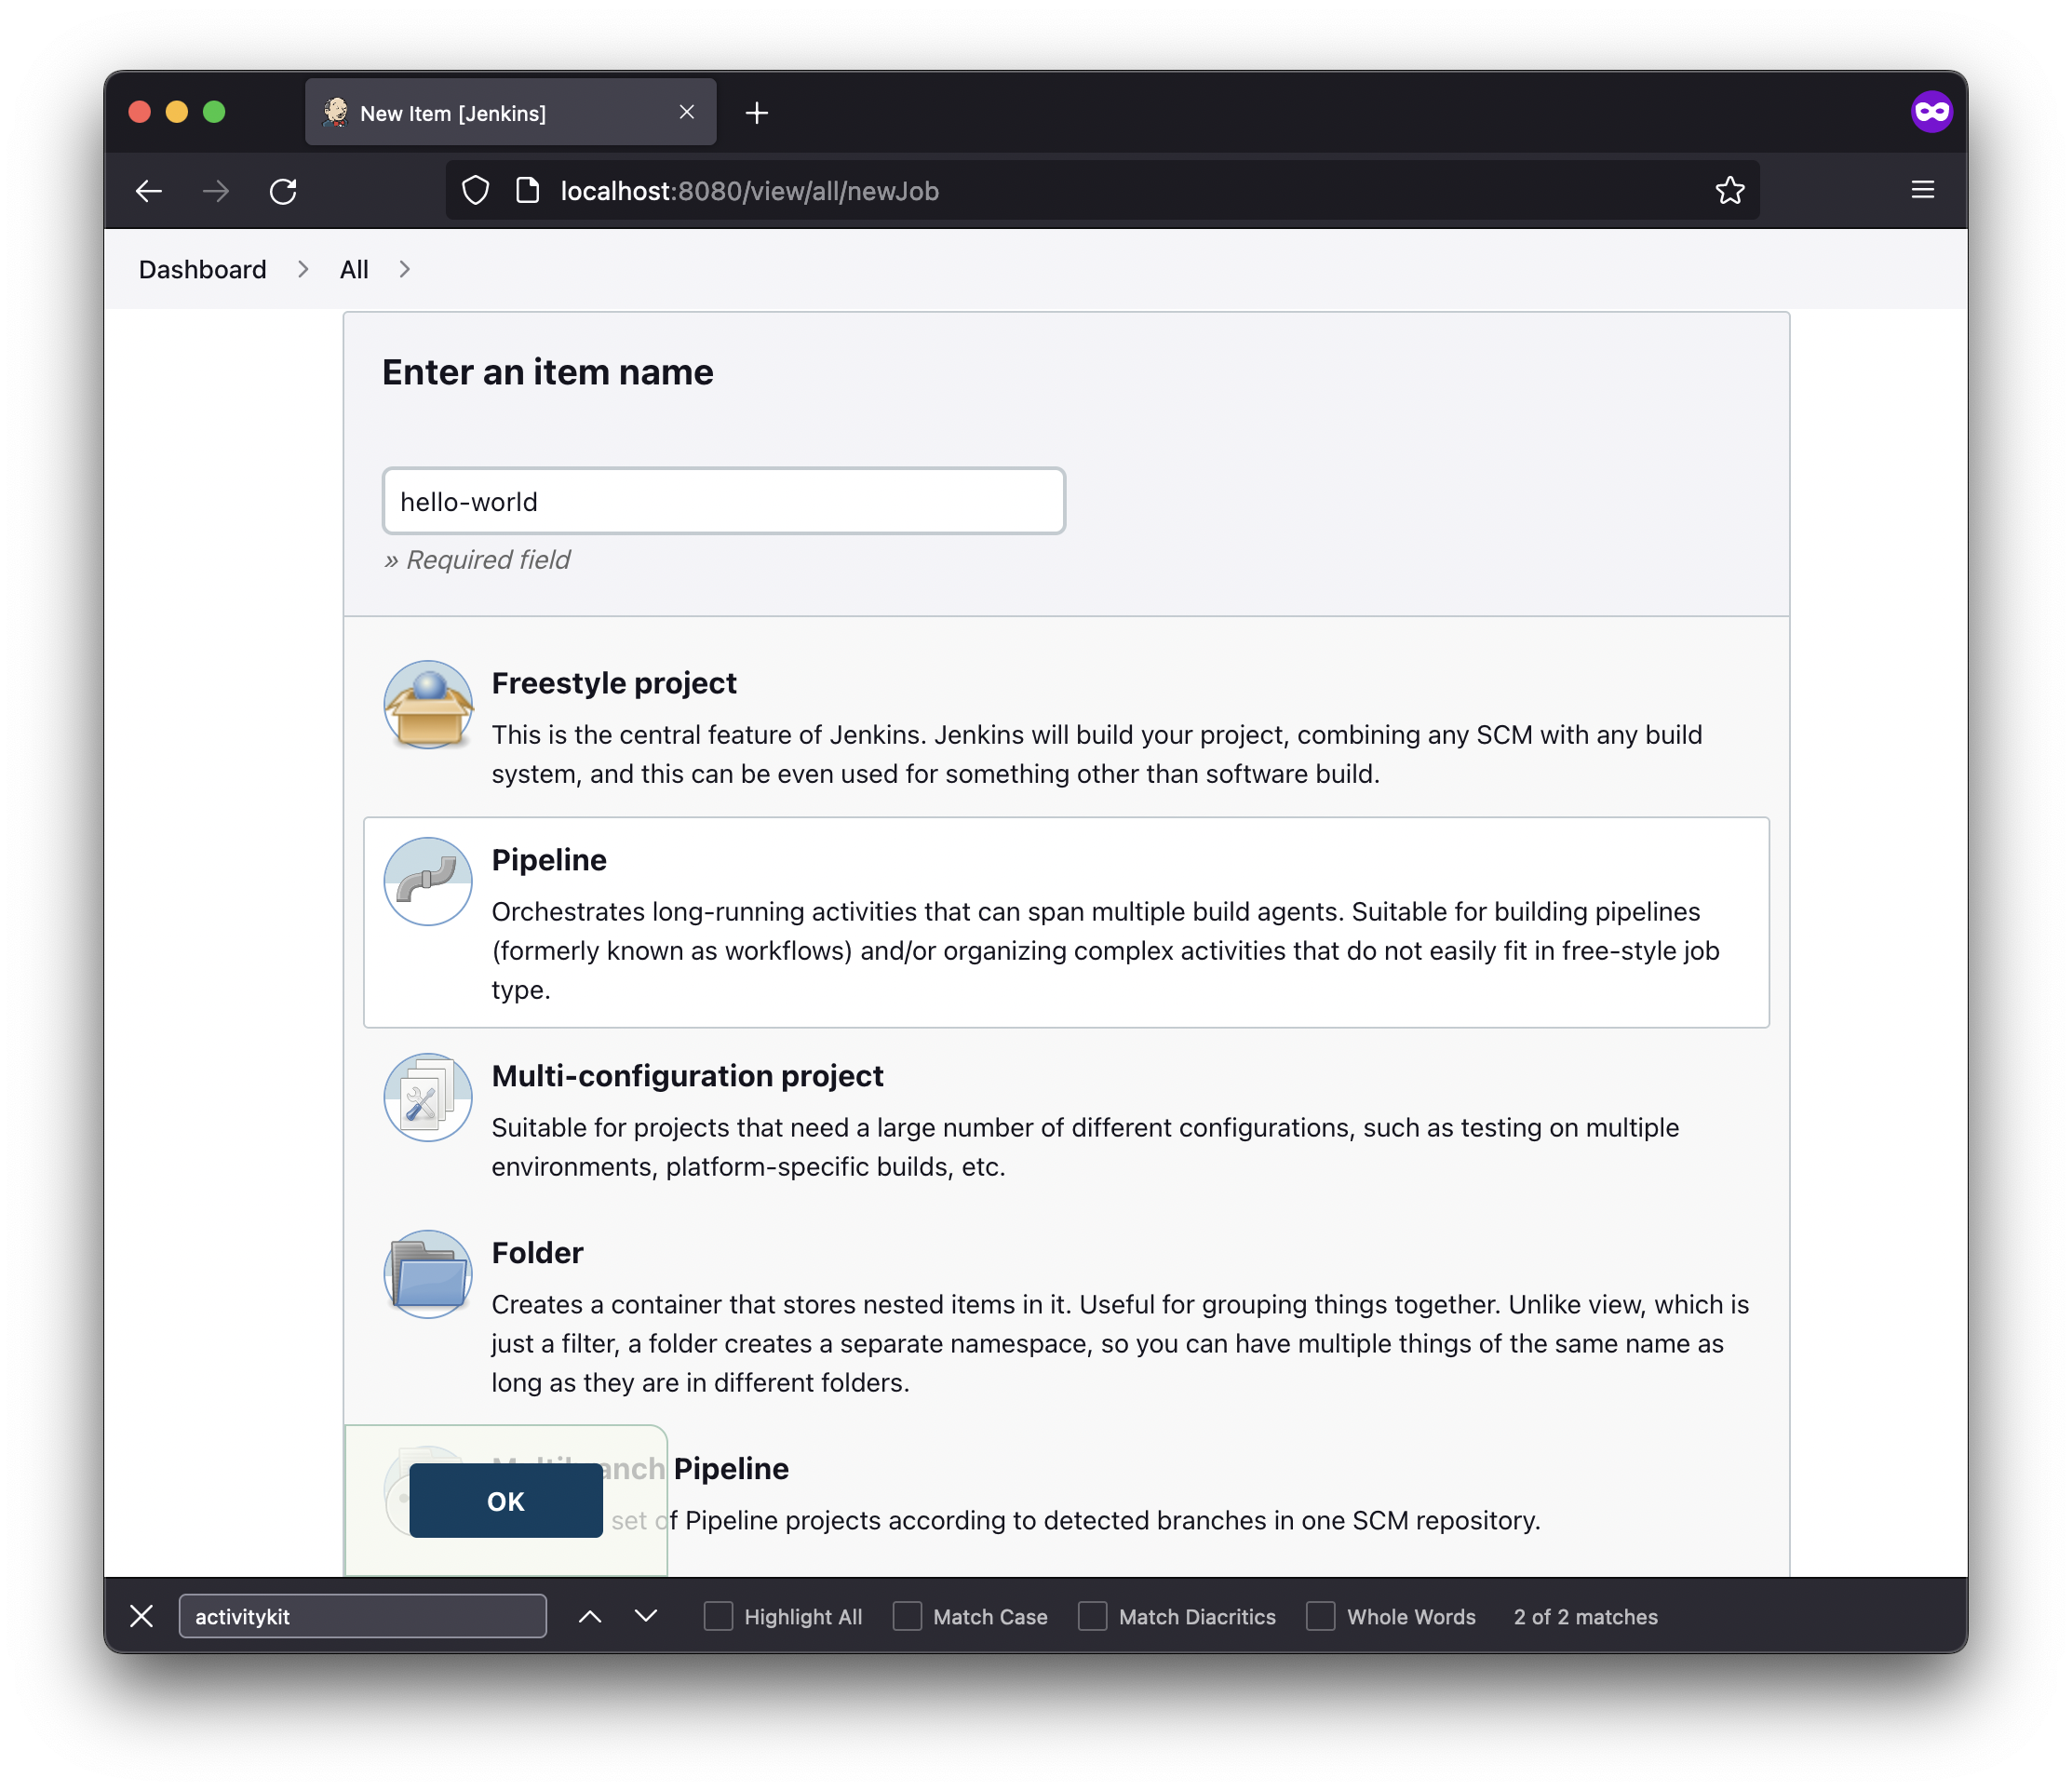 New Item [Jenkins]
localhost:8080/view/all/newJob
Dashboard All
Enter an item name
hello-world
» Required field
Freestyle project
This is the central feature of Jenkins. Jenkins will build your project, combining any SCM with any build
system, and this can be even used for something other than software build.
Pipeline
Orchestrates long-running activities that can span multiple build agents. Suitable for building pipelines
(formerly known as workflows) and/or organizing complex activities that do not easily fit in free-style job
type.
Multi-configuration project
Suitable for projects that need a large number of different configurations, such as testing on multiple
environments, platform-specific builds, etc.
Folder
Creates a container that stores nested items in it. Useful for grouping things together. Unlike view, which is
just a filter, a folder creates a separate namespace, so you can have multiple things of the same name as
long as they are in different folders.
Multibranch Pipeline
OK
set of Pipeline projects according to detected branches in one SCM repository.
activitykit Highlight All Match Case Match Diacritics Whole Words 2 of 2 matches